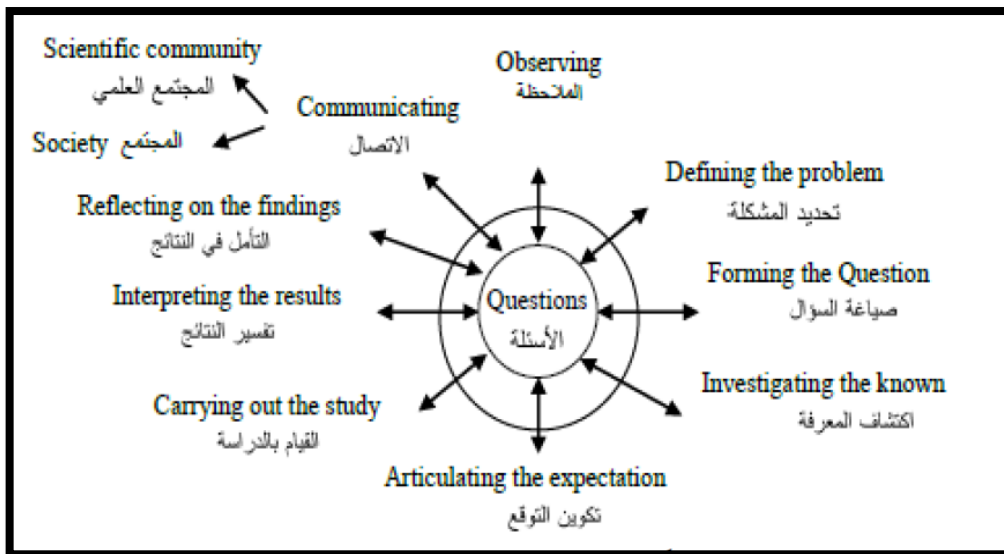 Scientific community
المجتمع العلمي
Society المجتمع
Communicating
الاتصال
Observing
الملاحظة
Defining the problem
تحديد المشكلة
Forming the Question
صياغة السؤال
Investigating the known
اكتشاف المعرفة
Articulating the expectation
تكوين التوقع
Carrying out the study
القيام بالدراسة
Interpreting the results
تفسير النتائج
Reflecting on the findings
التأمل في النتائج
Questions
الأسئلة